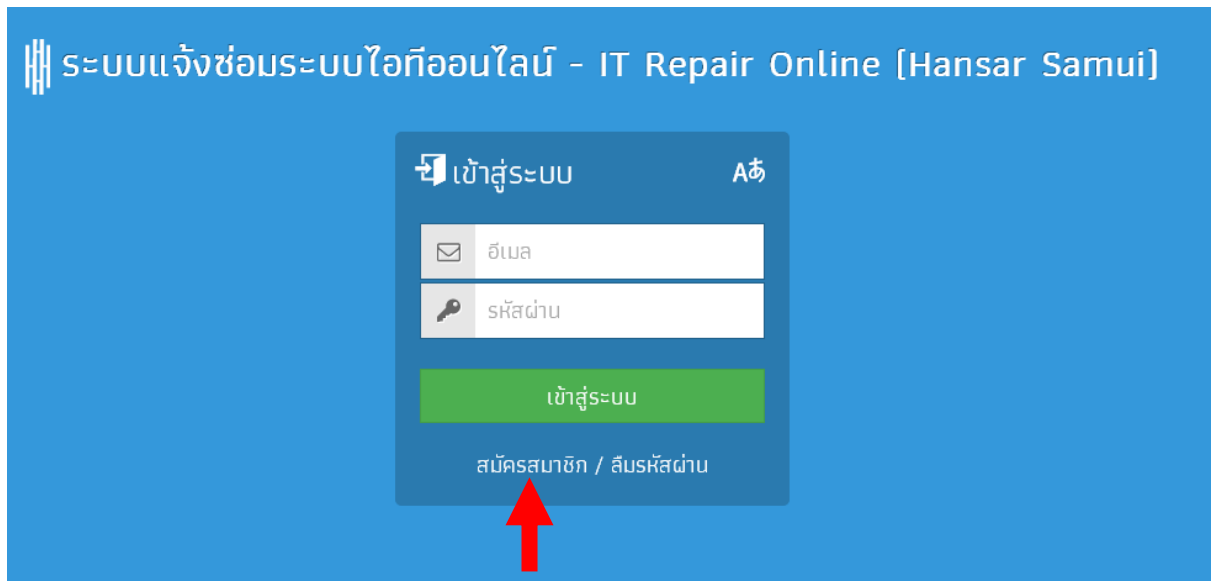 ระบบแจ้งซ่อมระบบไอทีออนไลน์ - IT Repair Online (Hansar Samui)
เข้าสู่ระบบ Aあ
อีเมล
รหัสผ่าน
เข้าสู่ระบบ
สมัครสมาชิก / ลืมรหัสผ่าน